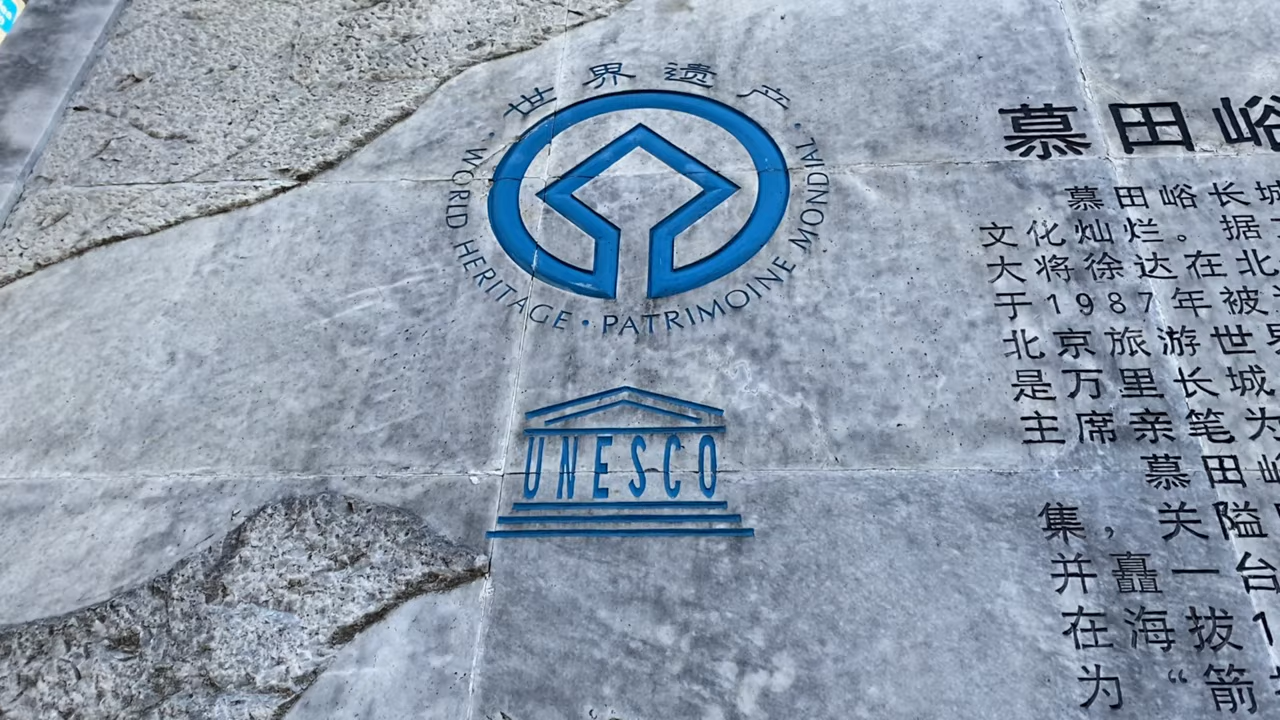 世界遗产
WORLD HERITAGE · PATRIMOINE MONDIAL
UNESCO
慕田峪
慕田峪长城
文化灿烂。据
大将徐达在北
于1987年被
北京旅游世界
是万里长城
主席亲笔为
慕田峪
集，关隘
并矗一台
在海拔1
为“箭